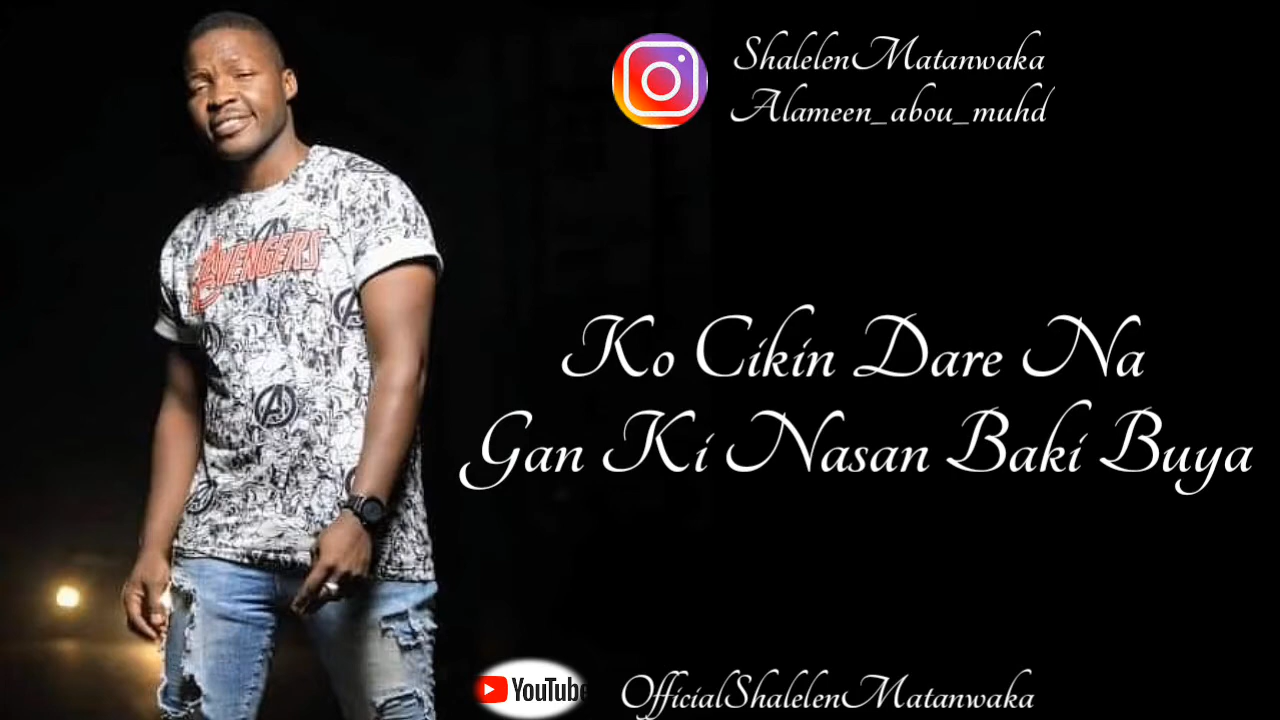 ShalelenMatanwaka
Alameen_abou_muhd
AVENGERS
Ko Cikin Dare Na
Gan Ki Nasan Baki Buya
YouTube
OfficialShalelenMatanwaka